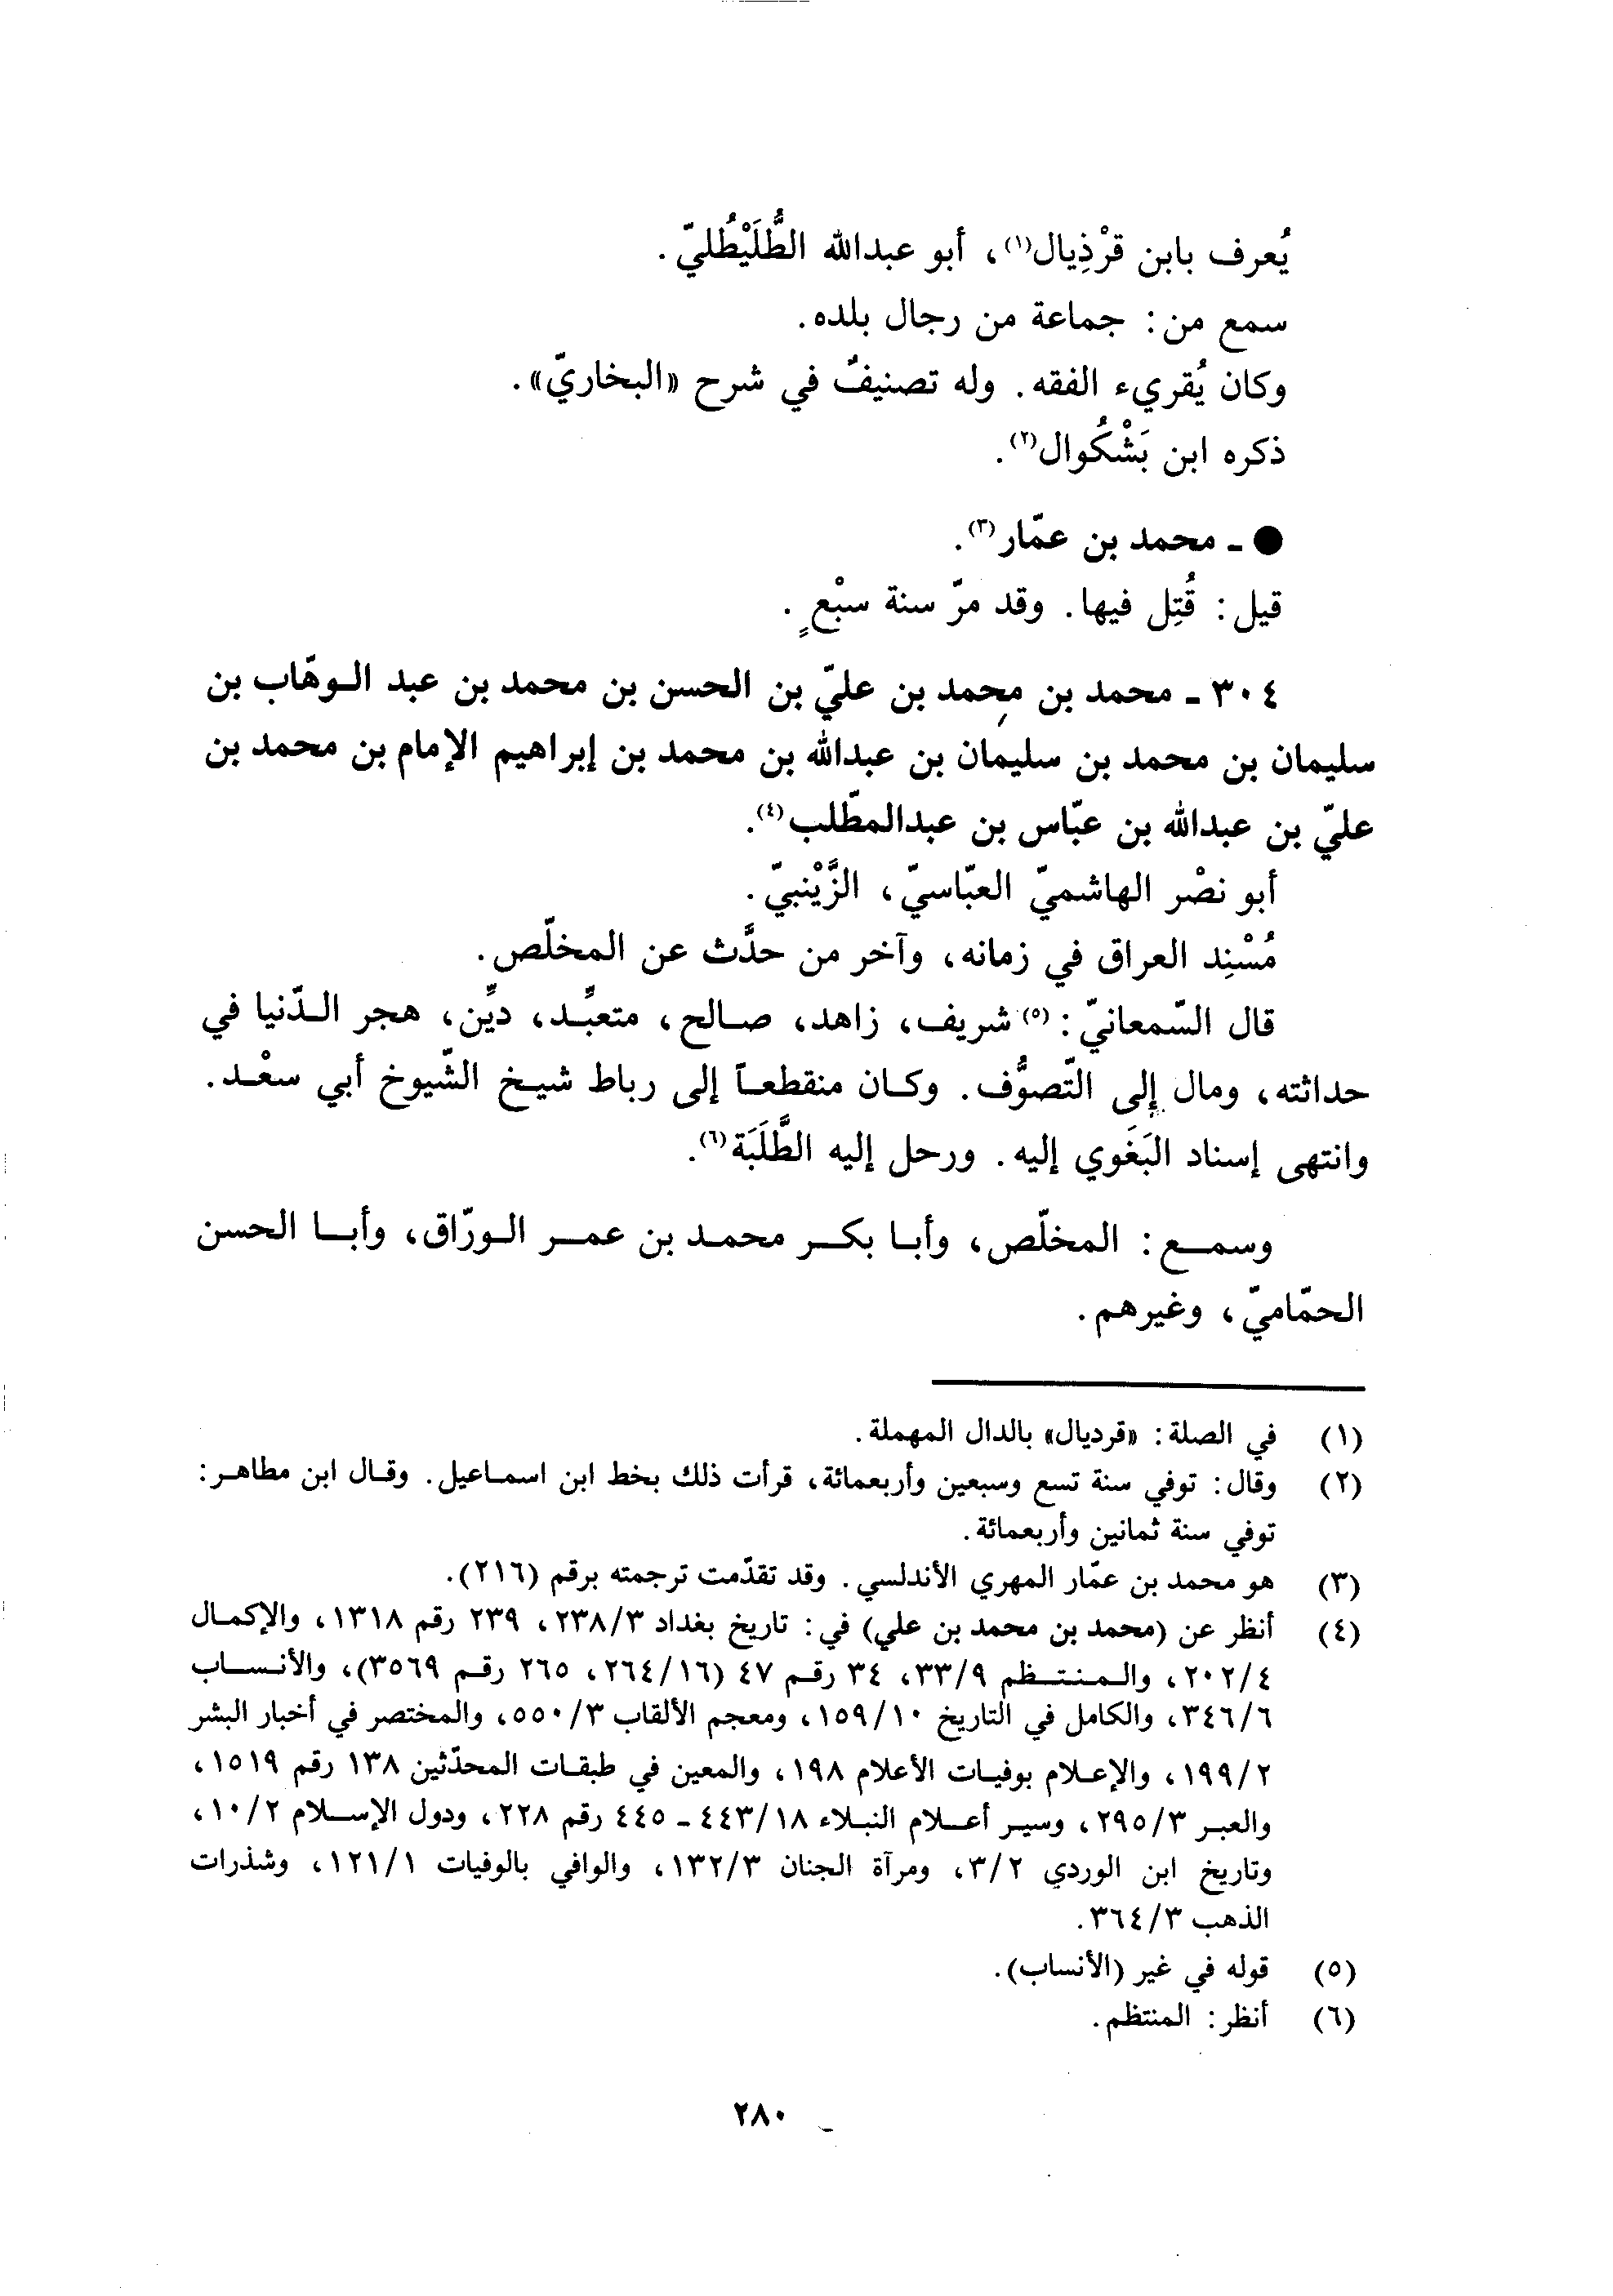 يُعرف بابن قرْذِيال(١)، أبو عبدالله الطُّلَيْطُليّ.
سمع من: جماعة من رجال بلده.
وكان يُقريء الفقه. وله تصنيفٌ في شرح «البخاريّ».
ذكره ابن بَشْكُوال(٢).
● ـ محمد بن عمّار(٣).
قيل: قُتِل فيها. وقد مرّ سنة سبْعٍ.
٣٠٤ ـ محمد بن محمد بن عليّ بن الحسن بن محمد بن عبد الوهّاب بن
سليمان بن محمد بن سليمان بن عبدالله بن محمد بن إبراهيم الإمام بن محمد بن
عليّ بن عبدالله بن عبّاس بن عبدالمطّلب(٤).
أبو نصْر الهاشميّ العبّاسيّ، الزَّيْنبيّ.
مُسْنِد العراق في زمانه، وآخر من حدَّث عن المخلّص.
قال السّمعانيّ:(٥) شريف، زاهد، صالح، متعبِّد، ديِّن، هجر الدّنيا في
حداثته، ومال إلى التّصوُّف. وكان منقطعاً إلى رباط شيخ الشّيوخ أبي سعْد.
وانتهى إسناد البَغَوي إليه. ورحل إليه الطَّلَبَة(٦).
وسمع: المخلّص، وأبا بكر محمد بن عمر الورّاق، وأبا الحسن
الحمّاميّ، وغيرهم.
(١) في الصلة: «قرديال» بالدال المهملة.
(٢) وقال: توفي سنة تسع وسبعين وأربعمائة، قرأت ذلك بخط ابن اسماعيل. وقال ابن مطاهر:
توفي سنة ثمانين وأربعمائة.
(٣) هو محمد بن عمّار المهري الأندلسي. وقد تقدّمت ترجمته برقم (٢١٦).
(٤) أنظر عن (محمد بن محمد بن علي) في: تاريخ بغداد ٢٣٨/٣، ٢٣٩ رقم ١٣١٨، والإكمال
٢٠٢/٤، والمنتظم ٣٣/٩، ٣٤ رقم ٤٧ (٢٦٤/١٦، ٢٦٥ رقم ٣٥٦٩)، والأنساب
٣٤٦/٦، والكامل في التاريخ ١٥٩/١٠، ومعجم الألقاب ٥٥٠/٣، والمختصر في أخبار البشر
١٩٩/٢، والإعلام بوفيات الأعلام ١٩٨، والمعين في طبقات المحدّثين ١٣٨ رقم ١٥١٩،
والعبر ٢٩٥/٣، وسير أعلام النبلاء ٤٤٣/١٨ ـ ٤٤٥ رقم ٢٢٨، ودول الإسلام ١٠/٢،
وتاريخ ابن الوردي ٣/٢، ومرآة الجنان ١٣٢/٣، والوافي بالوفيات ١٢١/١، وشذرات
الذهب ٣٦٤/٣.
(٥) قوله في غير (الأنساب).
(٦) أنظر: المنتظم.
٢٨٠